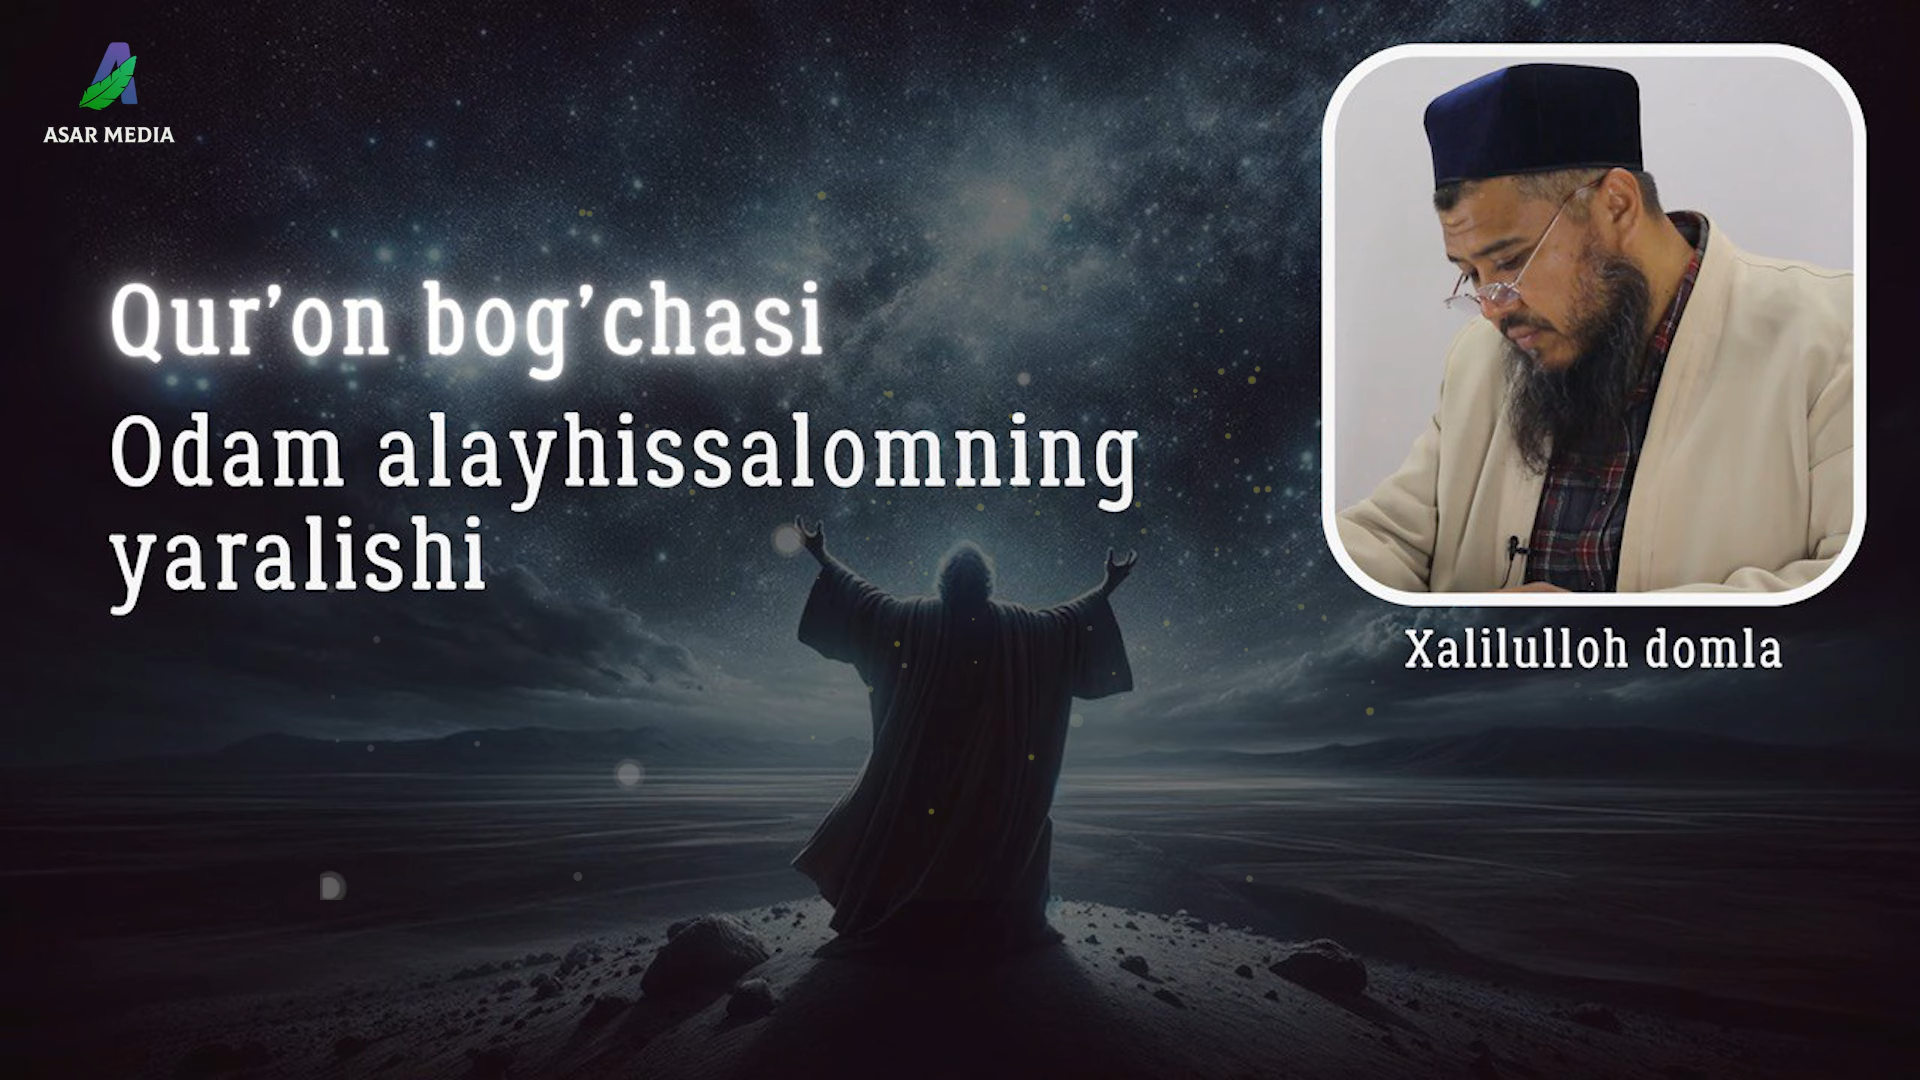 ASAR MEDIA
Qur’on bog’chasi
Odam alayhissalomning
yaralishi
Xalilulloh domla